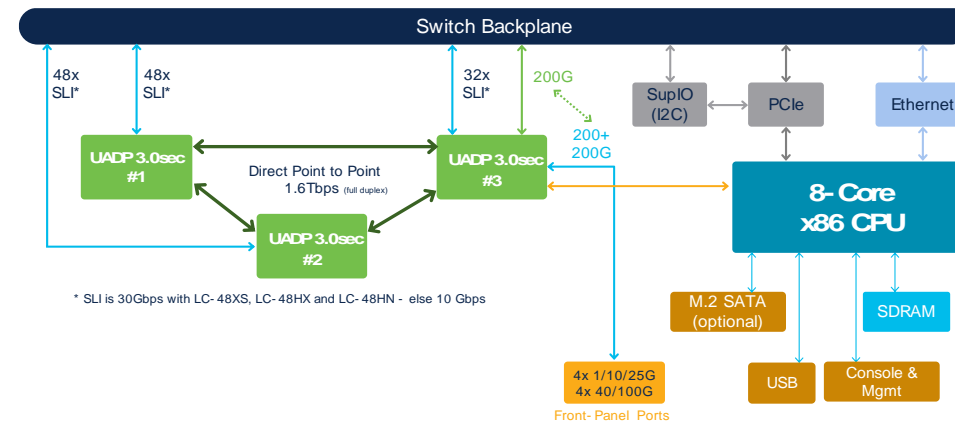 Switch Backplane
48x
SLI*
48x
SLI*
32x
SLI*
200G
200+
200G
SupIO
(I2C)
PCIe
Ethernet
UADP 3.0sec
#1
Direct Point to Point
1.6Tbps (full duplex)
UADP 3.0sec
#3
UADP 3.0sec
#2
8-Core
x86 CPU
* SLI is 30Gbps with LC-48XS, LC-48HX and LC-48HN - else 10 Gbps
M.2 SATA
(optional)
SDRAM
4x 1/10/25G
4x 40/100G
Front-Panel Ports
USB
Console &
Mgmt